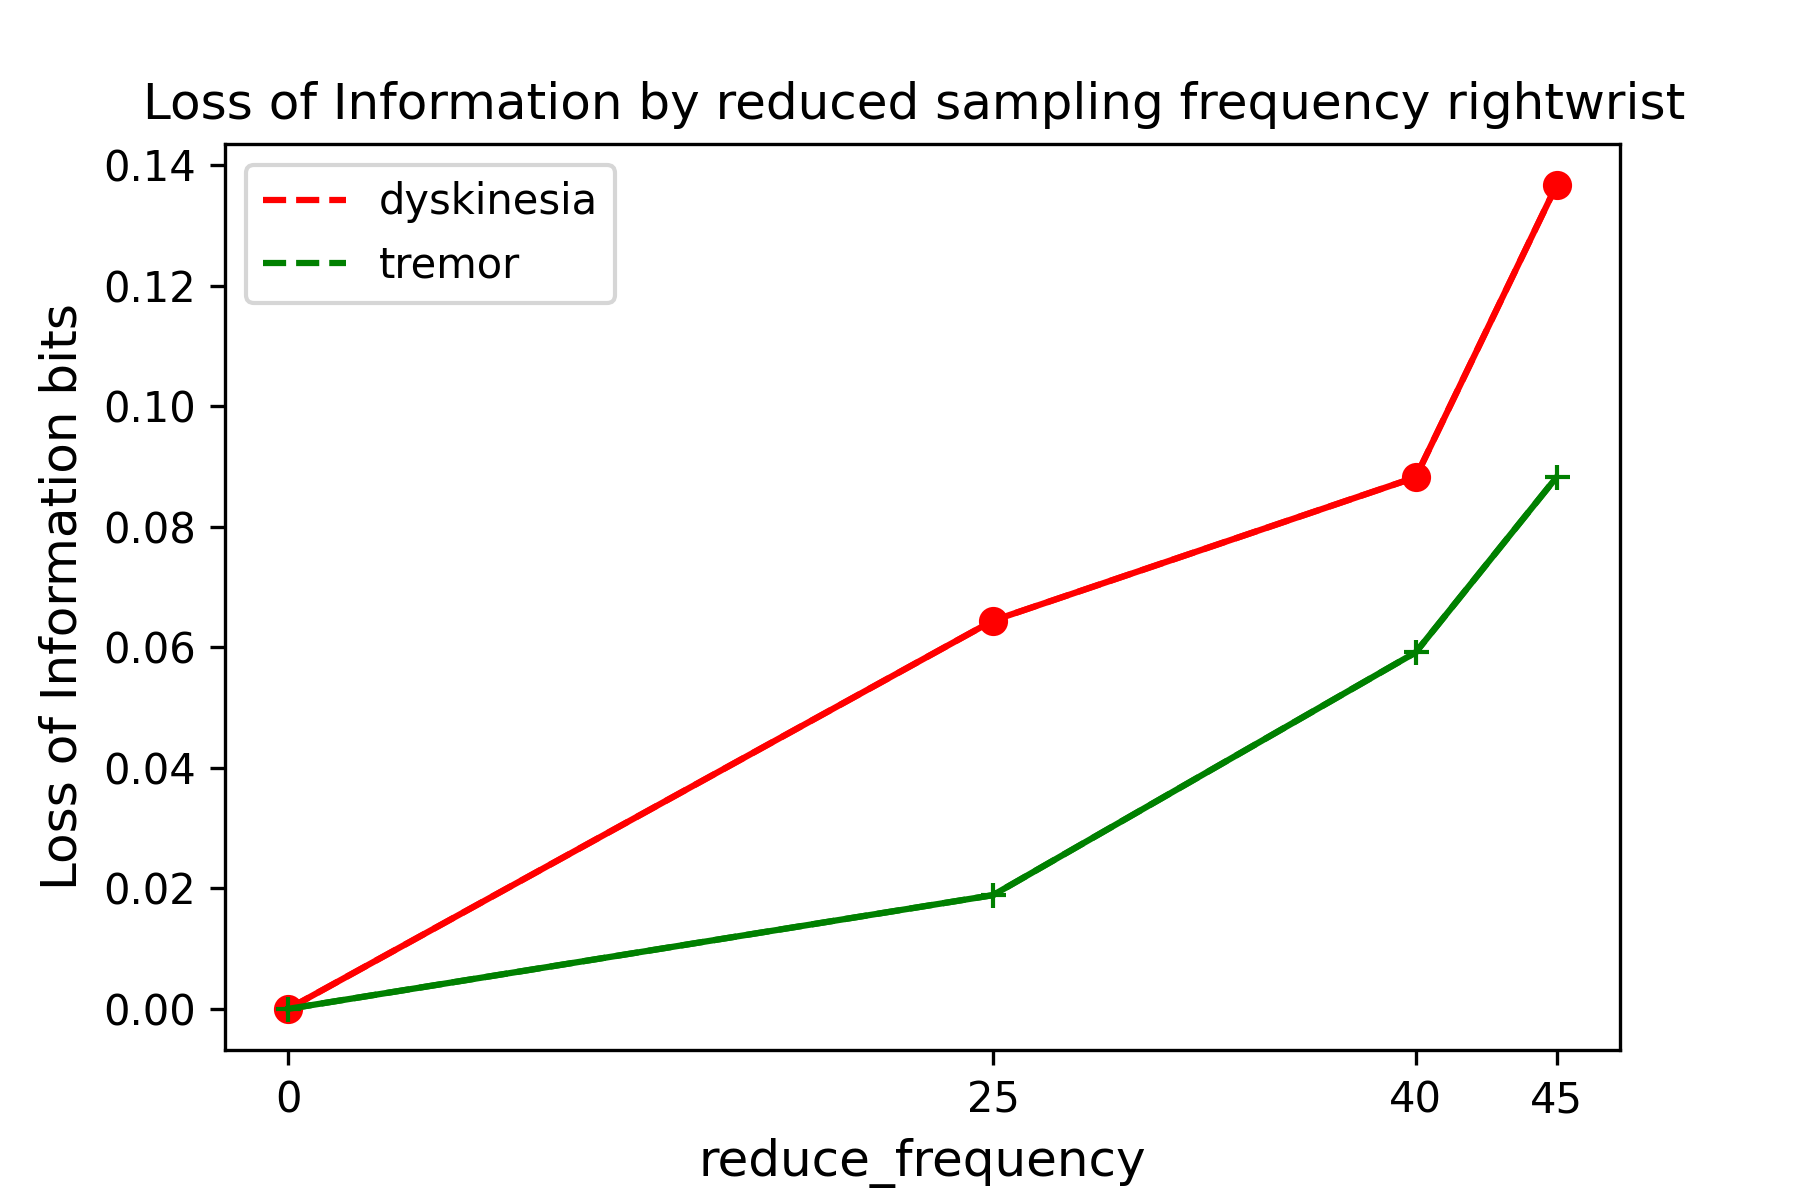 Loss of Information by reduced sampling frequency rightwrist
dyskinesia
tremor
Loss of Information bits
0.14
0.12
0.10
0.08
0.06
0.04
0.02
0.00
0 25 40 45
reduce_frequency